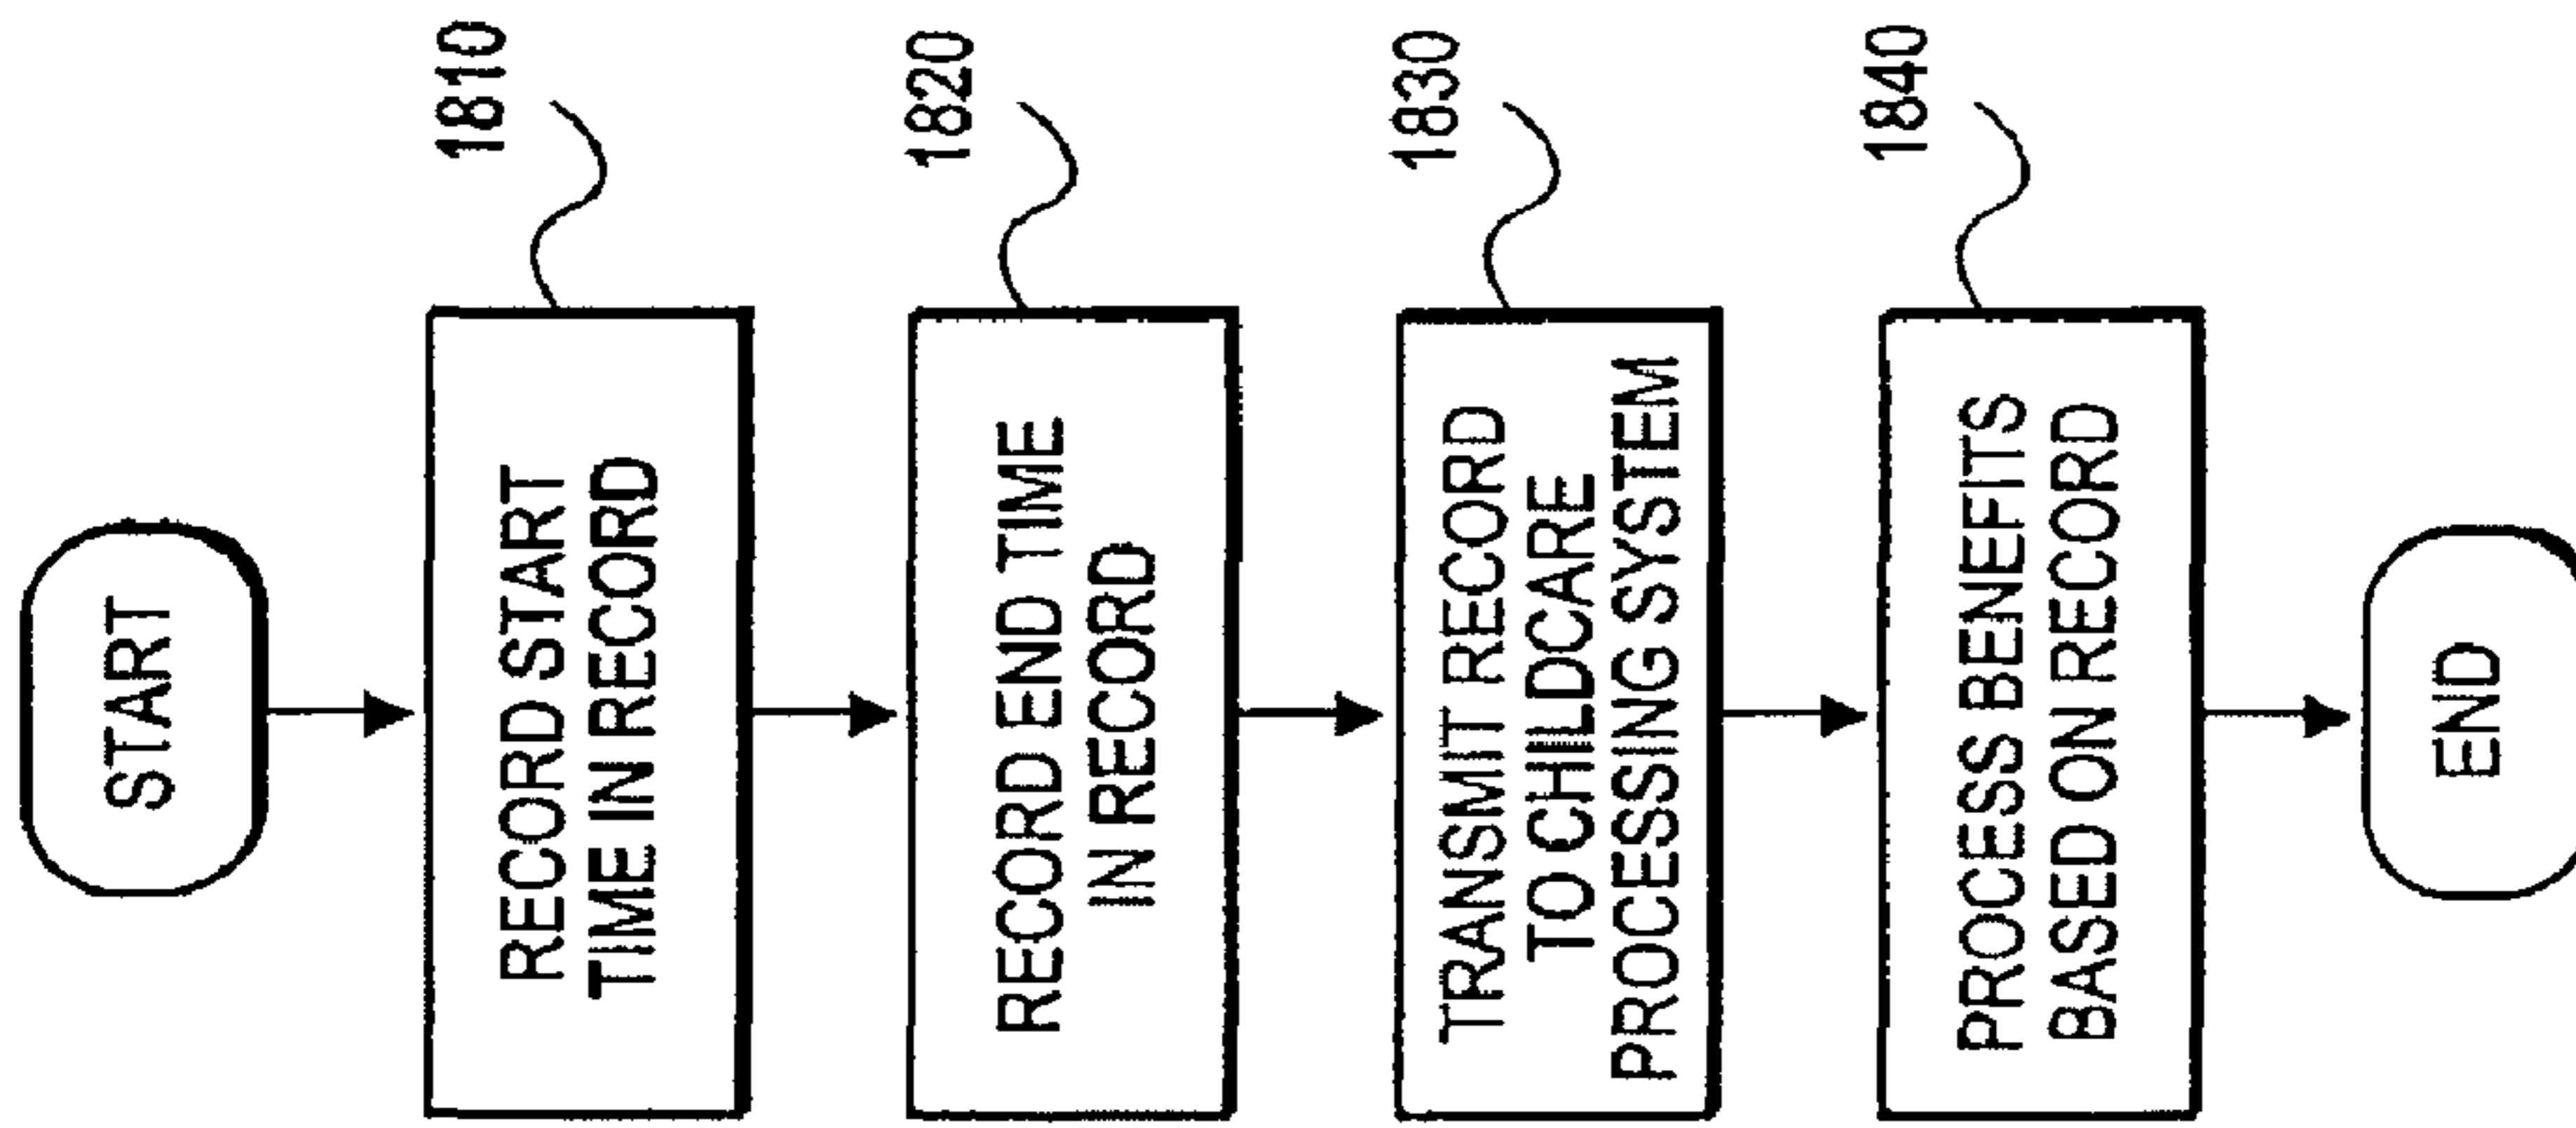 START
RECORD START
TIME IN RECORD
1810
RECORD END TIME
IN RECORD
1820
TRANSMIT RECORD
TO CHILDCARE
PROCESSING SYSTEM
1830
PROCESS BENEFITS
BASED ON RECORD
1840
END